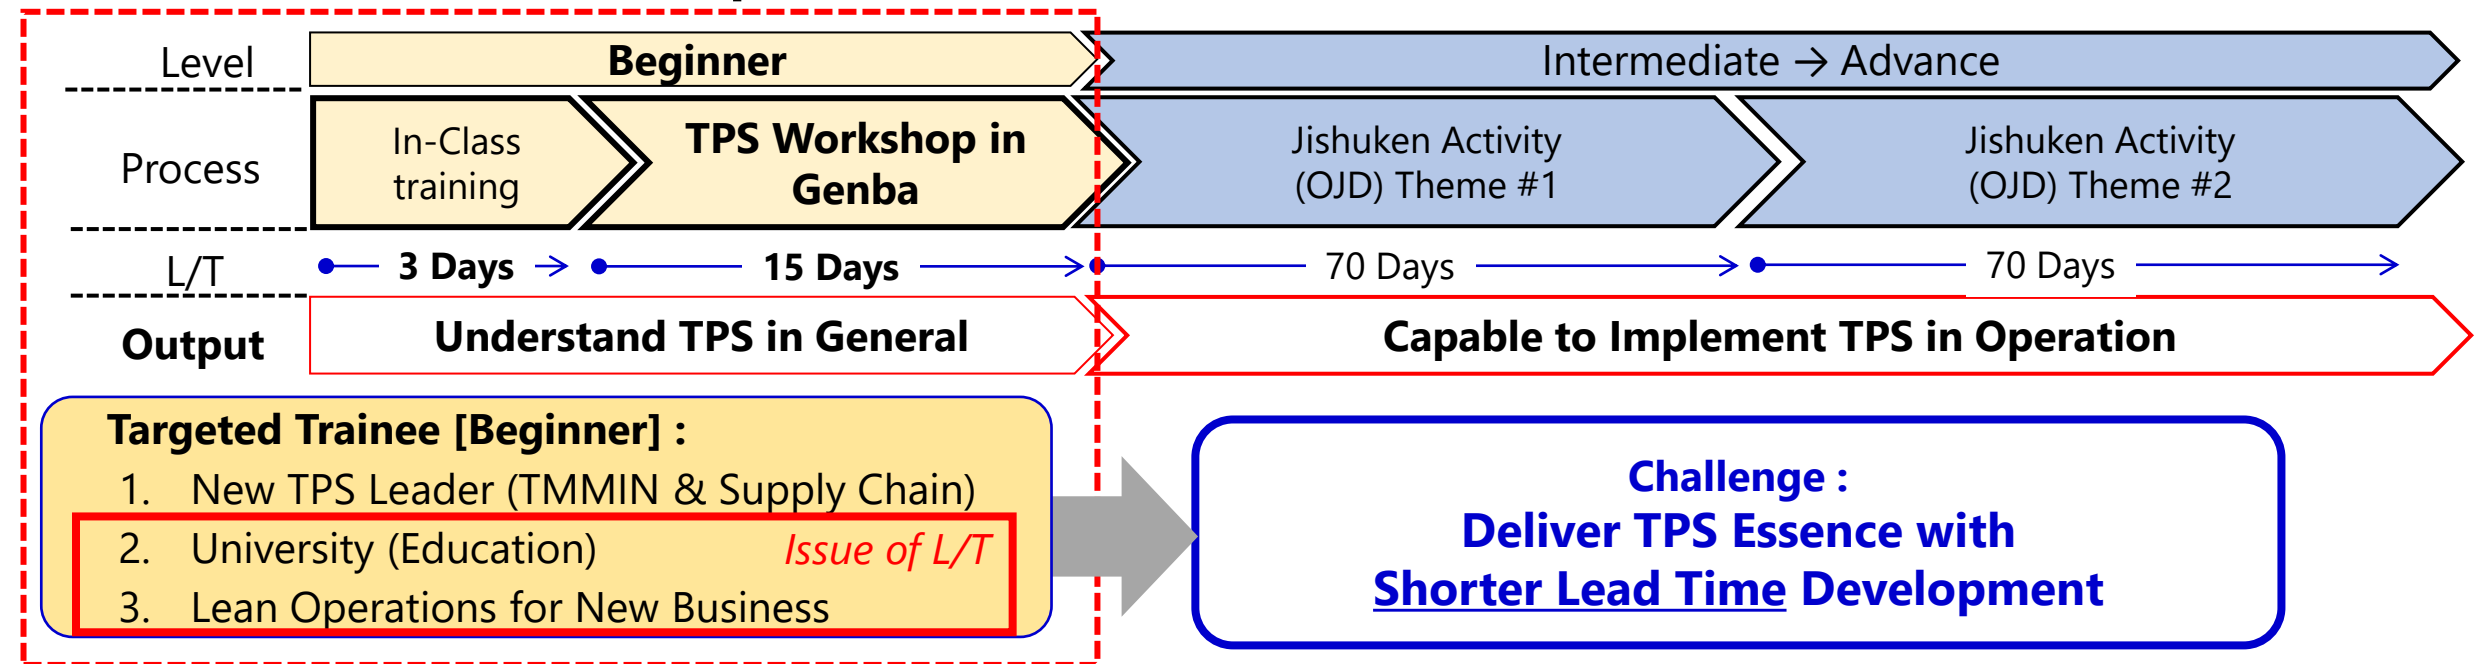 Level
Beginner
Intermediate → Advance
Process
In-Class
training
TPS Workshop in
Genba
Jishuken Activity
(OJD) Theme #1
Jishuken Activity
(OJD) Theme #2
L/T
3 Days
15 Days
70 Days
70 Days
Output
Understand TPS in General
Capable to Implement TPS in Operation
Targeted Trainee [Beginner] :
1. New TPS Leader (TMMIN & Supply Chain)
2. University (Education)
Issue of L/T
3. Lean Operations for New Business
Challenge :
Deliver TPS Essence with
Shorter Lead Time Development